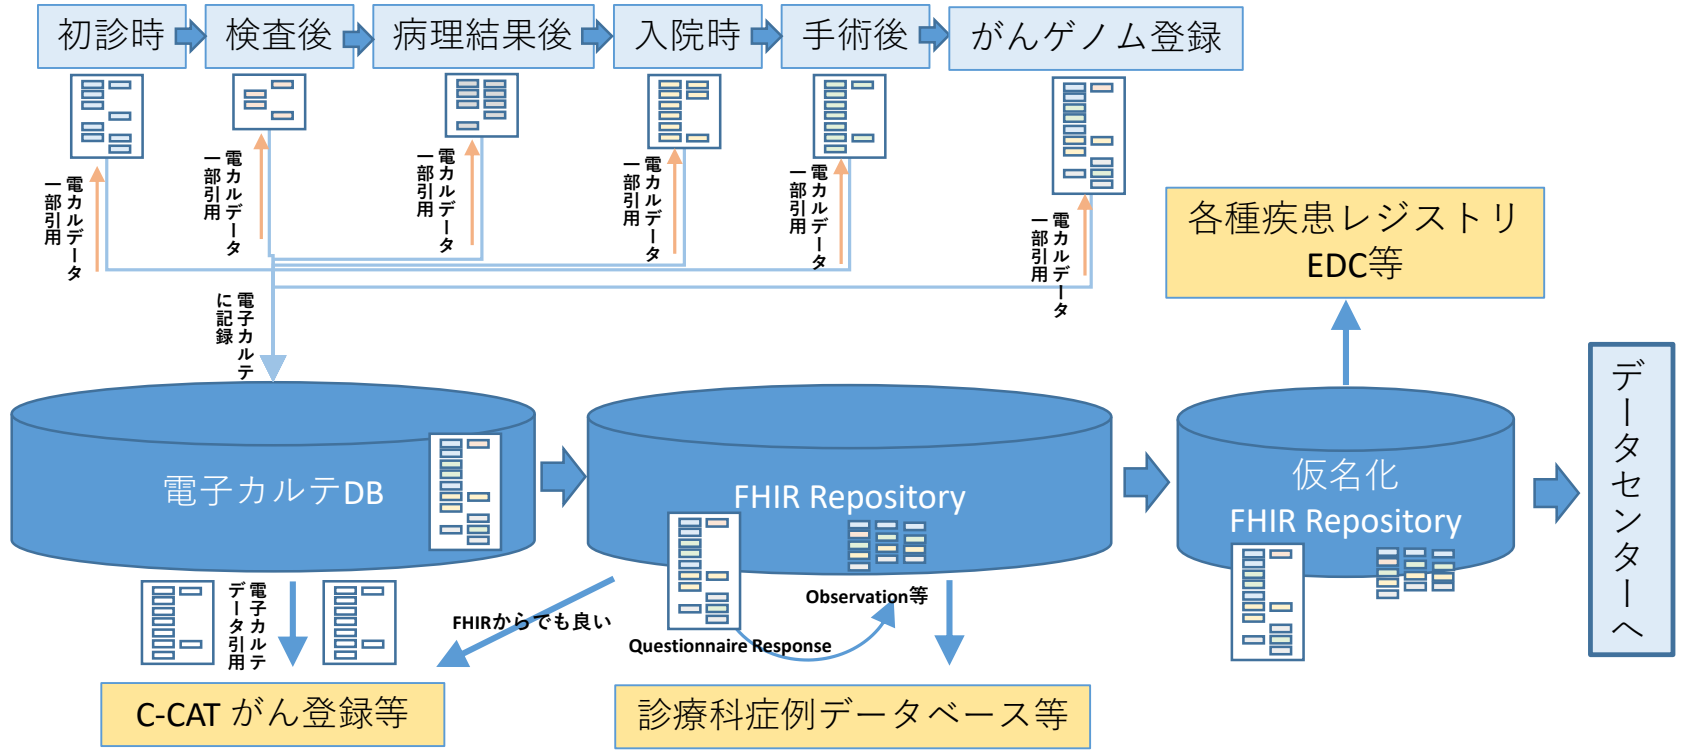 初診時
検査後
病理結果後
入院時
手術後
がんゲノム登録
電カルデータ
一部引用
電カルデータ
一部引用
電カルデータ
一部引用
電カルデータ
一部引用
電カルデータ
一部引用
電カルデータ
一部引用
電子カルテ
に記録
各種疾患レジストリ
EDC等
電子カルテDB
FHIR Repository
仮名化
FHIR Repository
データセンターへ
電子カルテ
データ引用
FHIRからでも良い
Observation等
Questionnaire Response
C-CAT がん登録等
診療科症例データベース等